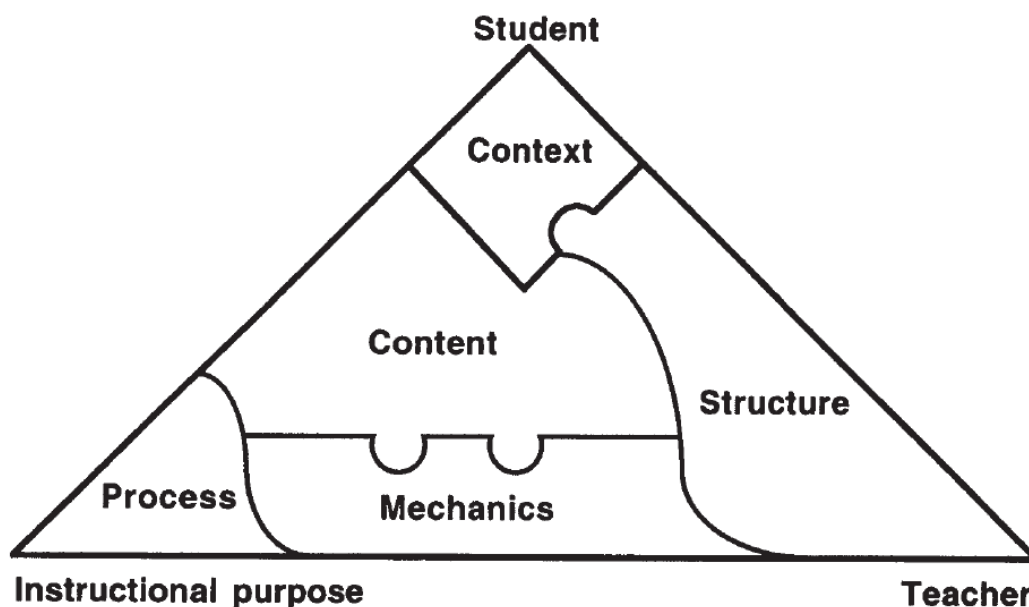 Student
Context
Content
Structure
Process
Mechanics
Instructional purpose
Teacher